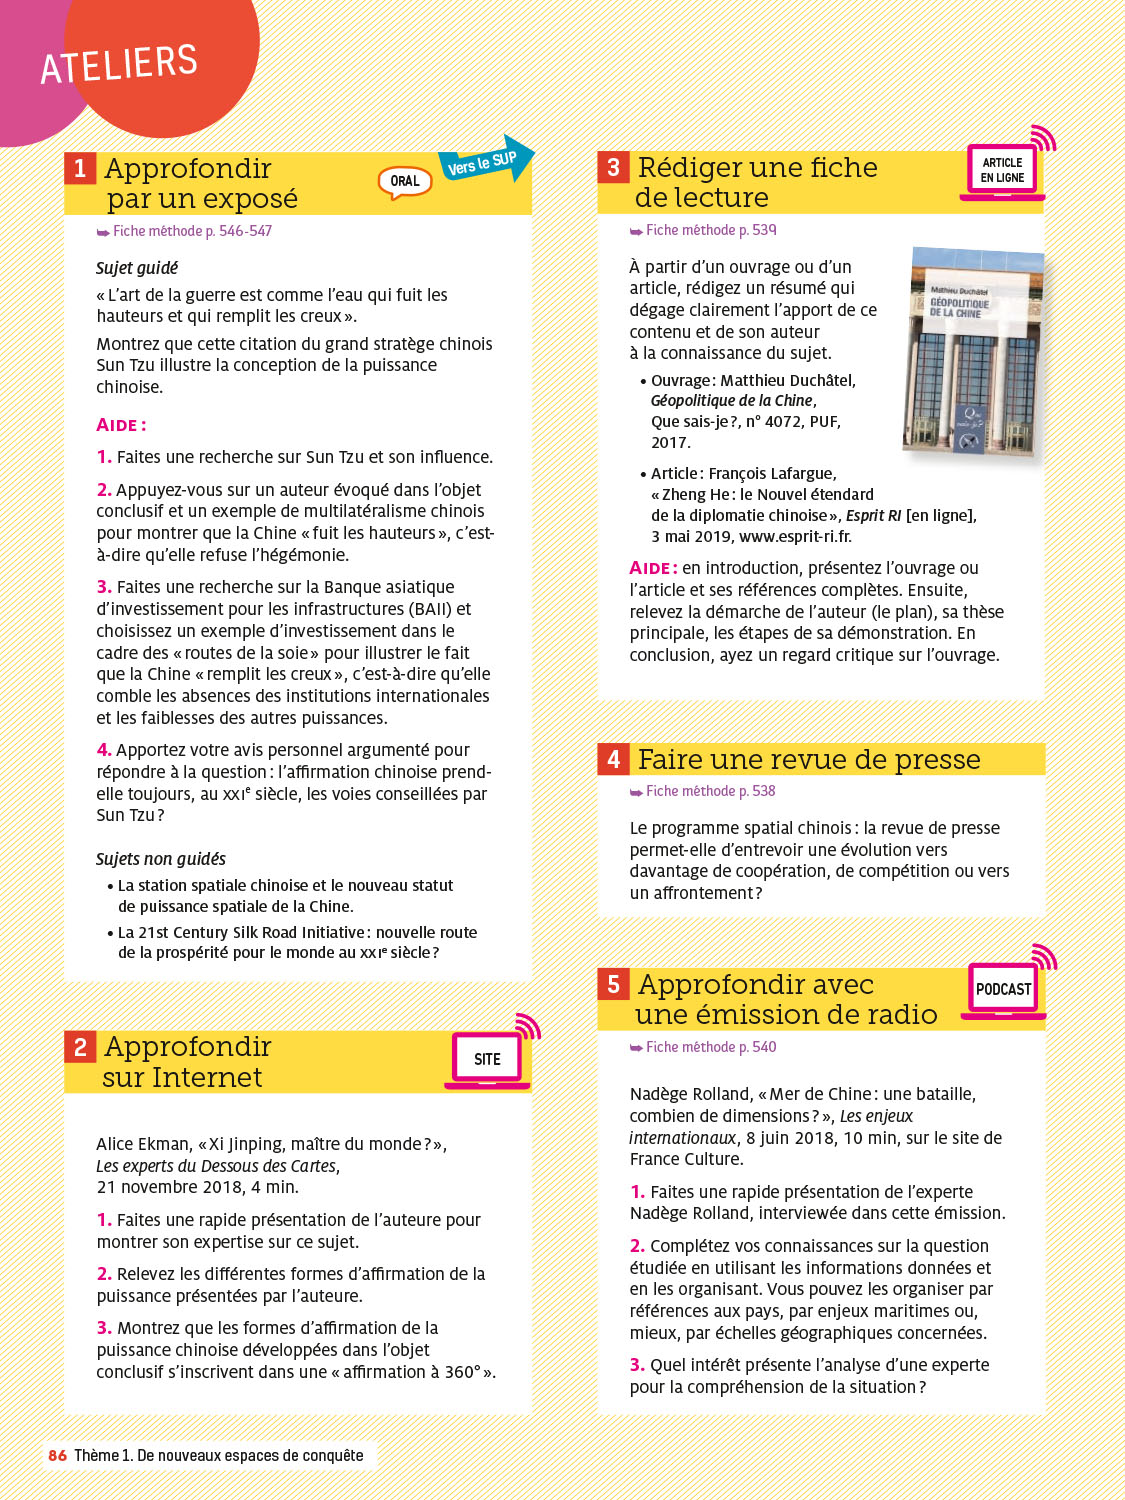 ATELIERS
1 Approfondir
par un exposé
ORAL
Vers le SUP
Fiche méthode p. 546-547
Sujet guidé
« L’art de la guerre est comme l’eau qui fuit les
hauteurs et qui remplit les creux ».
Montrez que cette citation du grand stratège chinois
Sun Tzu illustre la conception de la puissance
chinoise.
AIDE :
1. Faites une recherche sur Sun Tzu et son influence.
2. Appuyez-vous sur un auteur évoqué dans l’objet
conclusif et un exemple de multilatéralisme chinois
pour montrer que la Chine « fuit les hauteurs », c’est-
à-dire qu’elle refuse l’hégémonie.
3. Faites une recherche sur la Banque asiatique
d’investissement pour les infrastructures (BAII) et
choisissez un exemple d’investissement dans le
cadre des « routes de la soie » pour illustrer le fait
que la Chine « remplit les creux », c’est-à-dire qu’elle
comble les absences des institutions internationales
et les faiblesses des autres puissances.
4. Apportez votre avis personnel argumenté pour
répondre à la question : l’affirmation chinoise prend-
elle toujours, au XXIe siècle, les voies conseillées par
Sun Tzu ?
Sujets non guidés
• La station spatiale chinoise et le nouveau statut
de puissance spatiale de la Chine.
• La 21st Century Silk Road Initiative : nouvelle route
de la prospérité pour le monde au XXIe siècle ?
2 Approfondir
sur Internet
SITE
Alice Ekman, « Xi Jinping, maître du monde ? »,
Les experts du Dessous des Cartes,
21 novembre 2018, 4 min.
1. Faites une rapide présentation de l’auteure pour
montrer son expertise sur ce sujet.
2. Relevez les différentes formes d’affirmation de la
puissance présentées par l’auteure.
3. Montrez que les formes d’affirmation de la
puissance chinoise développées dans l’objet
conclusif s’inscrivent dans une « affirmation à 360° ».
3 Rédiger une fiche
de lecture
ARTICLE
EN LIGNE
Fiche méthode p. 539
À partir d’un ouvrage ou d’un
article, rédigez un résumé qui
dégage clairement l’apport de ce
contenu et de son auteur
à la connaissance du sujet.
• Ouvrage : Matthieu Duchâtel,
Géopolitique de la Chine,
Que sais-je ?, n° 4072, PUF,
2017.
• Article : François Lafargue,
« Zheng He : le Nouvel étendard
de la diplomatie chinoise », Esprit RI [en ligne],
3 mai 2019, www.esprit-ri.fr.
Matthieu Duchâtel
GÉOPOLITIQUE
DE LA CHINE
Que
sais-je ?
AIDE : en introduction, présentez l’ouvrage ou
l’article et ses références complètes. Ensuite,
relevez la démarche de l’auteur (le plan), sa thèse
principale, les étapes de sa démonstration. En
conclusion, ayez un regard critique sur l’ouvrage.
4 Faire une revue de presse
Fiche méthode p. 538
Le programme spatial chinois : la revue de presse
permet-elle d’entrevoir une évolution vers
davantage de coopération, de compétition ou vers
un affrontement ?
5 Approfondir avec
une émission de radio
PODCAST
Fiche méthode p. 540
Nadège Rolland, « Mer de Chine : une bataille,
combien de dimensions ? », Les enjeux
internationaux, 8 juin 2018, 10 min, sur le site de
France Culture.
1. Faites une rapide présentation de l’experte
Nadège Rolland, interviewée dans cette émission.
2. Complétez vos connaissances sur la question
étudiée en utilisant les informations données et
en les organisant. Vous pouvez les organiser par
références aux pays, par enjeux maritimes ou,
mieux, par échelles géographiques concernées.
3. Quel intérêt présente l’analyse d’une experte
pour la compréhension de la situation ?
86 Thème 1. De nouveaux espaces de conquête